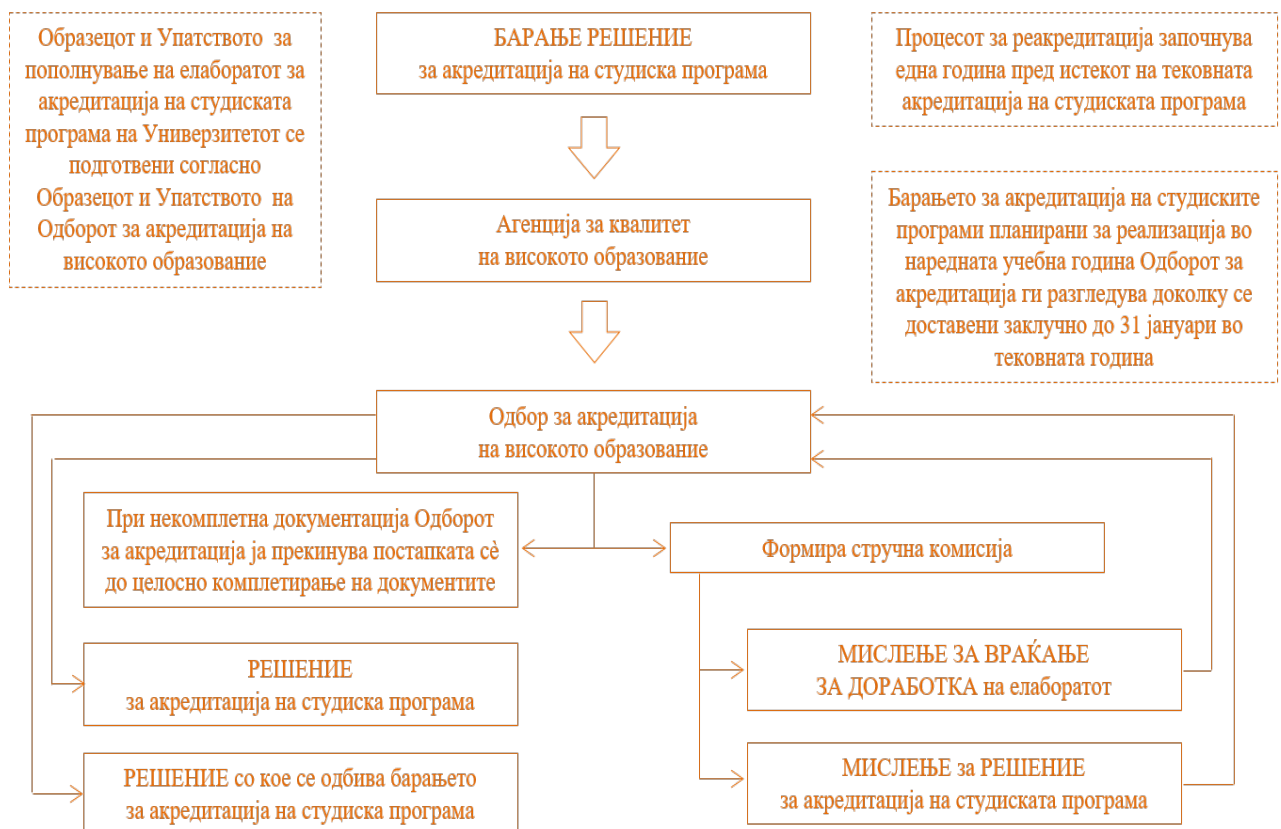 Образецот и Упатството за
пополнување на елаборатот за
акредитација на студиската
програма на Универзитетот се
подготвени согласно
Образецот и Упатството на
Одборот за акредитација на
високото образование
БАРАЊЕ РЕШЕНИЕ
за акредитација на студиска програма
Процесот за реакредитација започнува
една година пред истекот на тековната
акредитација на студиската програма
Агенција за квалитет
на високото образование
Барањето за акредитација на студиските
програми планирани за реализација во
наредната учебна година Одборот за
акредитација ги разгледува доколку се
доставени заклучно до 31 јануари во
тековната година
Одбор за акредитација
на високото образование
При некомплетна документација Одборот
за акредитација ја прекинува постапката сѐ
до целосно комплетирање на документите
Формира стручна комисија
РЕШЕНИЕ
за акредитација на студиска програма
МИСЛЕЊЕ ЗА ВРАЌАЊЕ
ЗА ДОРАБОТКА на елаборатот
РЕШЕНИЕ со кое се одбива барањето
за акредитација на студиска програма
МИСЛЕЊЕ за РЕШЕНИЕ
за акредитација на студиската програма